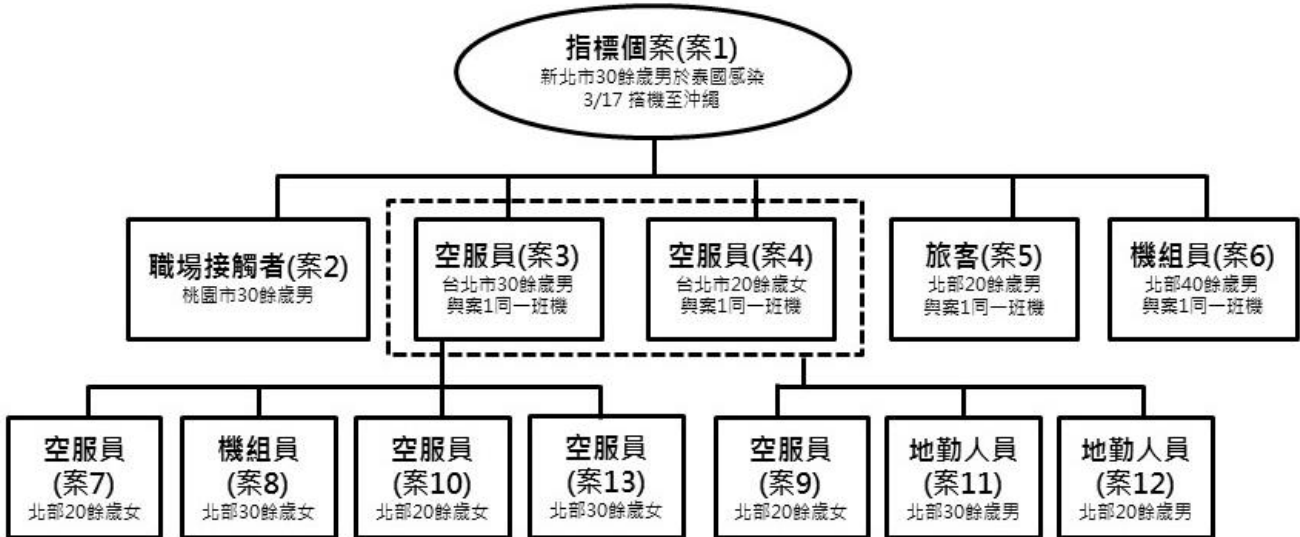 指標個案(案1)
新北市30餘歲男於泰國感染
3/17 搭機至沖繩
職場接觸者(案2)
桃園市30餘歲男
空服員(案3)
台北市30餘歲男
與案1同一班機
空服員(案4)
台北市20餘歲女
與案1同一班機
旅客(案5)
北部20餘歲男
與案1同一班機
機組員(案6)
北部40餘歲男
與案1同一班機
空服員
(案7)
北部20餘歲女
機組員
(案8)
北部30餘歲女
空服員
(案10)
北部20餘歲女
空服員
(案13)
北部30餘歲女
空服員
(案9)
北部20餘歲女
地勤人員
(案11)
北部30餘歲男
地勤人員
(案12)
北部20餘歲男